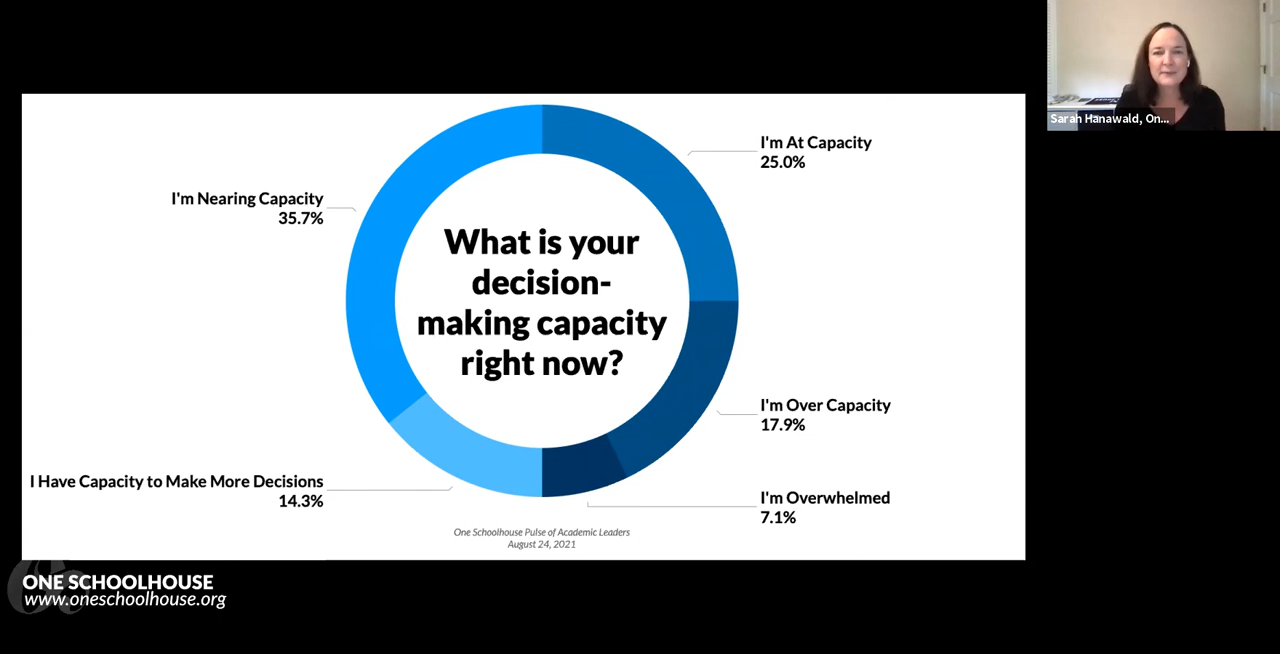 Sarah Hanawald, On...
I'm At Capacity
25.0%
I'm Nearing Capacity
35.7%
What is your
decision-
making capacity
right now?
I'm Over Capacity
17.9%
I Have Capacity to Make More Decisions
14.3%
I'm Overwhelmed
7.1%
One Schoolhouse Pulse of Academic Leaders
August 24, 2021
ONE SCHOOLHOUSE
www.oneschoolhouse.org